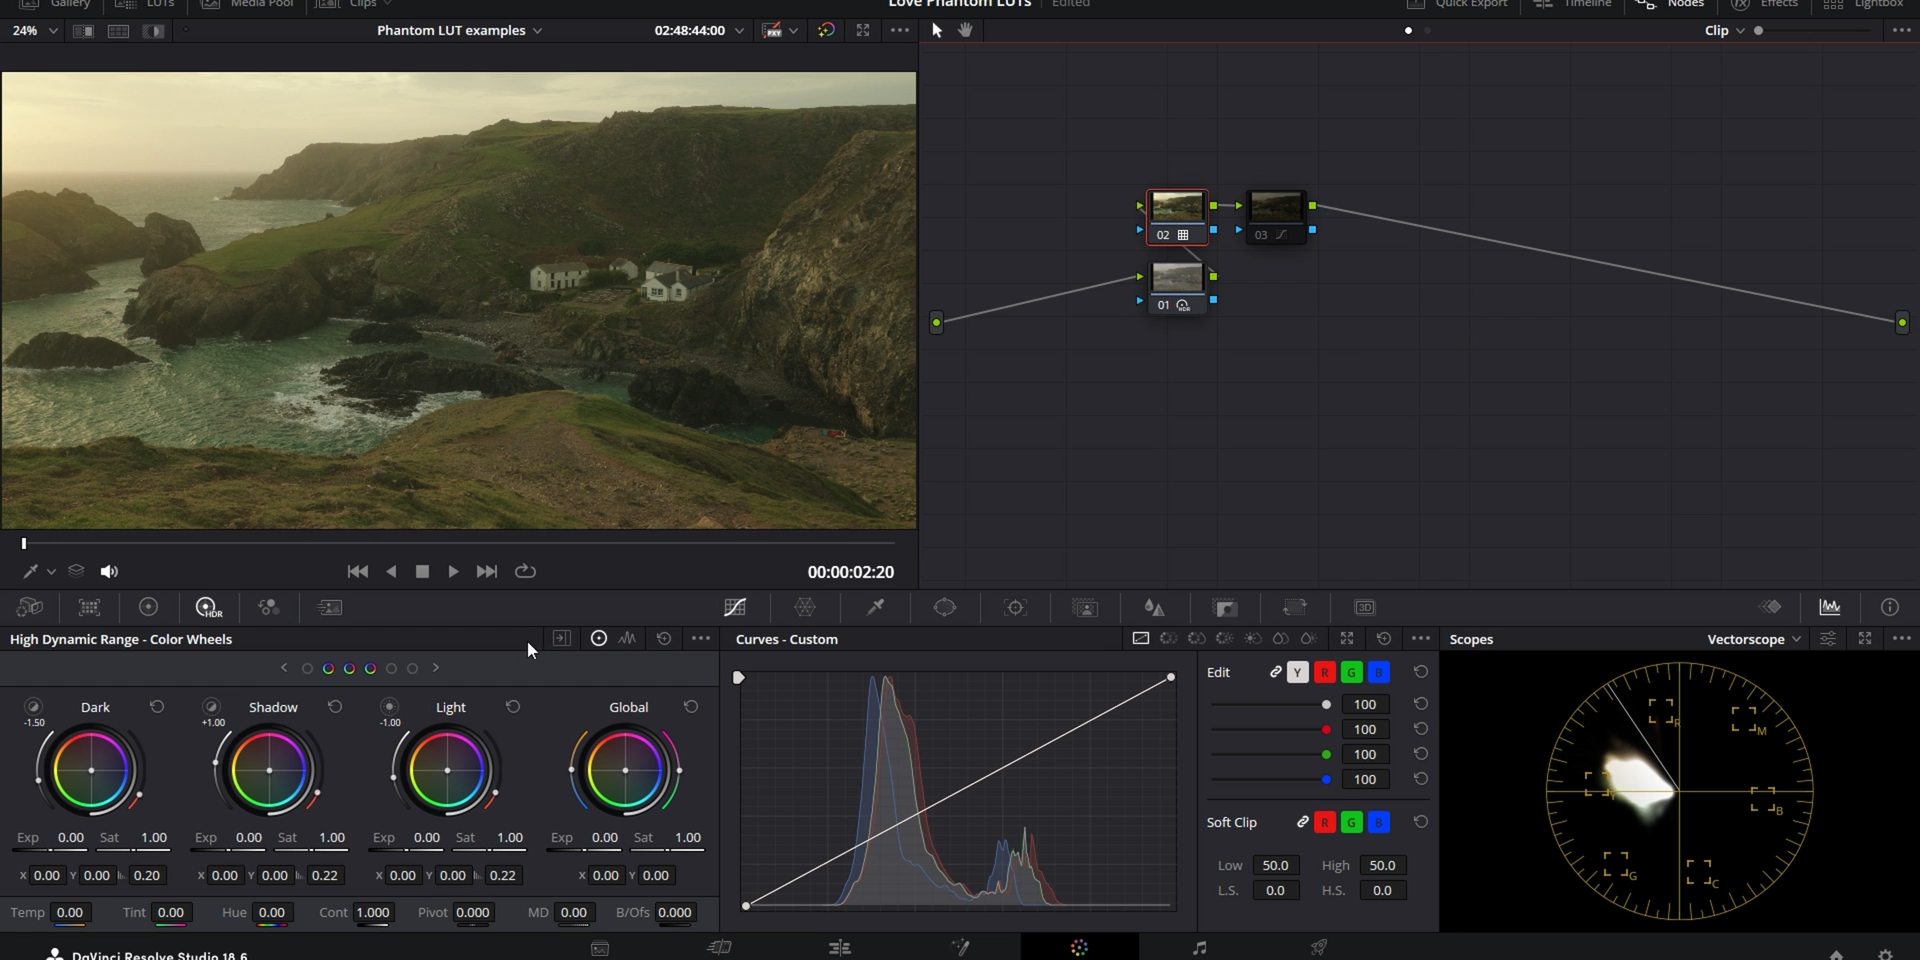 Gallery LUTs Media Pool Clips Love Phantom LUTs Edited Quick Export Timeline Nodes Effects Lightbox
24% Phantom LUT examples 02:48:44:00 PXY Clip
02 03
01 HDR
00:00:02:20
HDR 3D
High Dynamic Range - Color Wheels Curves - Custom Scopes Vectorscope
Edit Y R G B
Dark Shadow Light Global
-1.50 +1.00 -1.00
100
100
100
100
Soft Clip R G B
Exp 0.00 Sat 1.00 Exp 0.00 Sat 1.00 Exp 0.00 Sat 1.00 Exp 0.00 Sat 1.00
Low 50.0 High 50.0
X 0.00 Y 0.00 0.20 X 0.00 Y 0.00 0.22 X 0.00 Y 0.00 0.22 X 0.00 Y 0.00
L.S. 0.0 H.S. 0.0
Temp 0.00 Tint 0.00 Hue 0.00 Cont 1.000 Pivot 0.000 MD 0.00 B/Ofs 0.000
R M B G C
DaVinci Resolve Studio 18.6